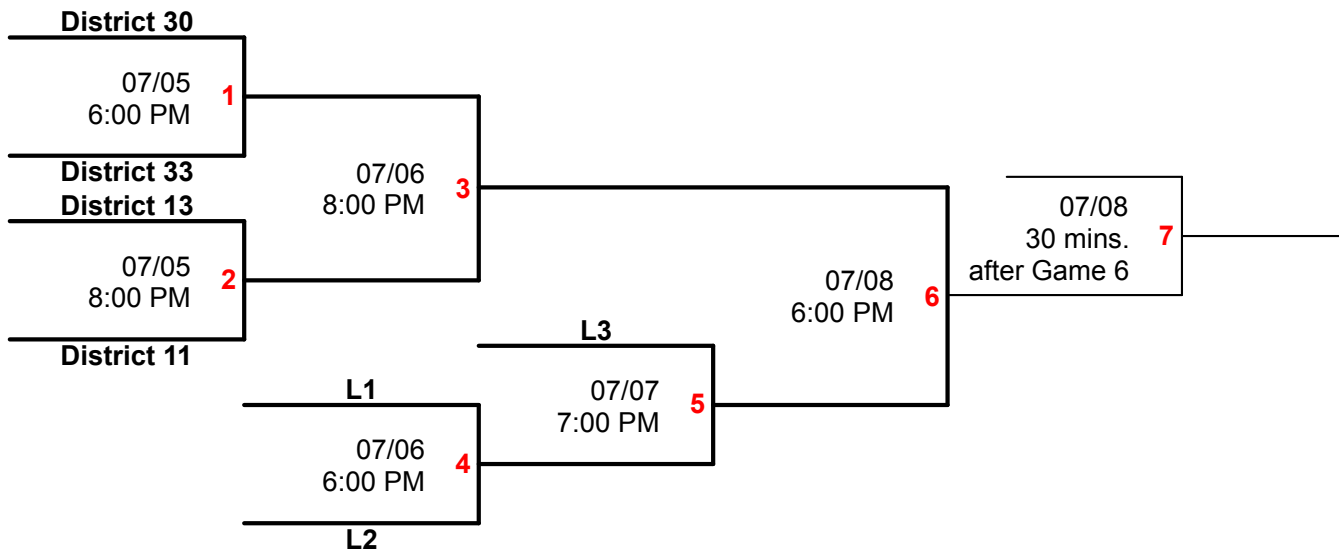 District 30
07/05
6:00 PM
1
District 33
District 13
07/05
8:00 PM
2
District 11
07/06
8:00 PM
3
L1
07/06
6:00 PM
4
L2
L3
07/07
7:00 PM
5
07/08
6:00 PM
6
07/08
30 mins.
after Game 6
7